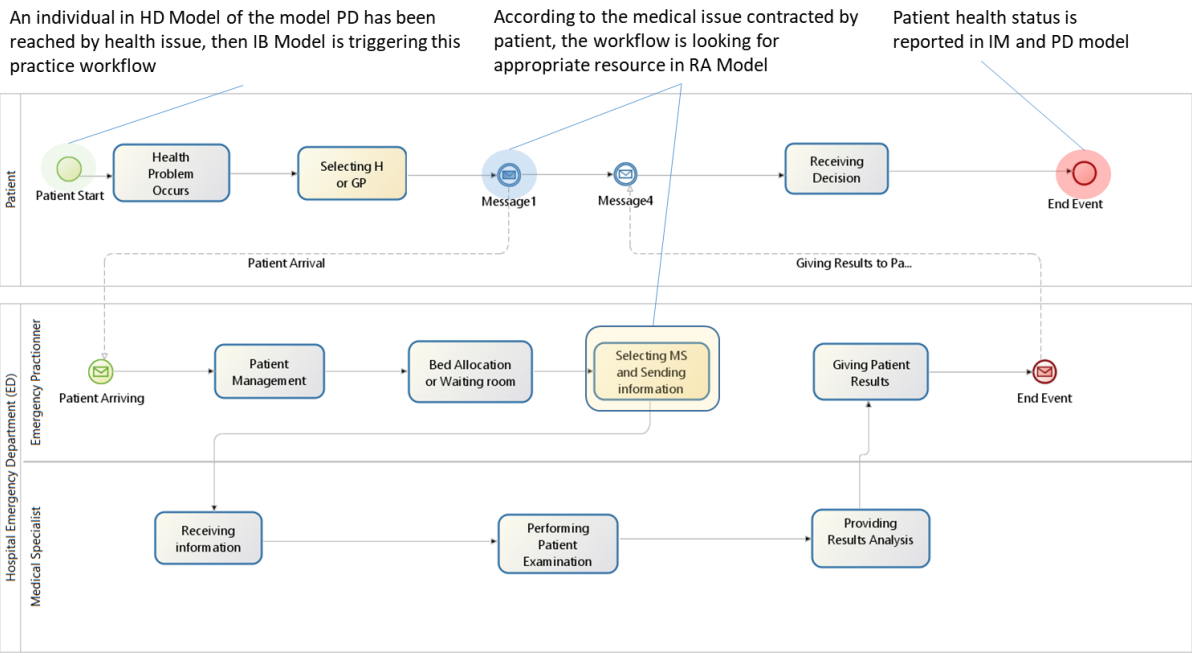 An individual in HD Model of the model PD has been
reached by health issue, then IB Model is triggering this
practice workflow
According to the medical issue contracted by
patient, the workflow is looking for
appropriate resource in RA Model
Patient health status is
reported in IM and PD model
Patient
Patient Start
Health
Problem
Occurs
Selecting H
or GP
Message1
Message4
Receiving
Decision
End Event
Patient Arrival
Giving Results to Pa...
Hospital Emergency Department (ED)
Emergency Practionner
Patient Arriving
Patient
Management
Bed Allocation
or Waiting room
Selecting MS
and Sending
information
Giving Patient
Results
End Event
Medical Specialist
Receiving
information
Performing
Patient
Examination
Providing
Results Analysis